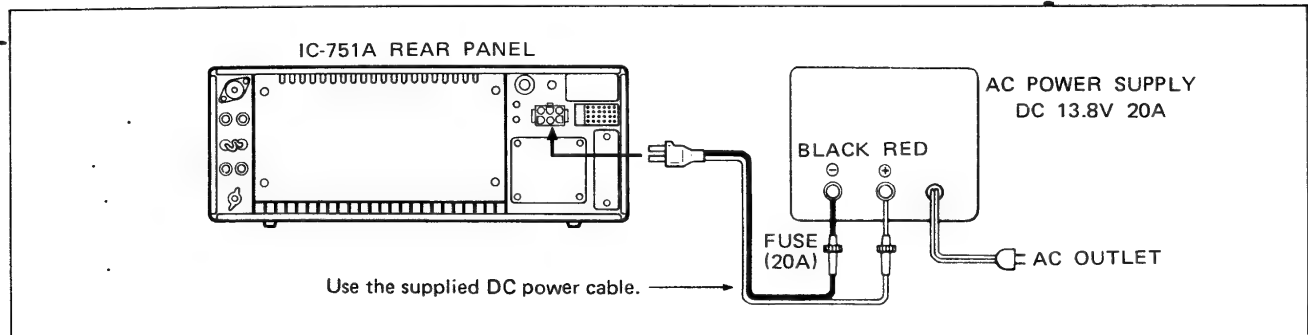 IC-751A REAR PANEL
AC POWER SUPPLY
DC 13.8V 20A
BLACK RED
⊖ ⊕
FUSE
(20A)
AC OUTLET
Use the supplied DC power cable.